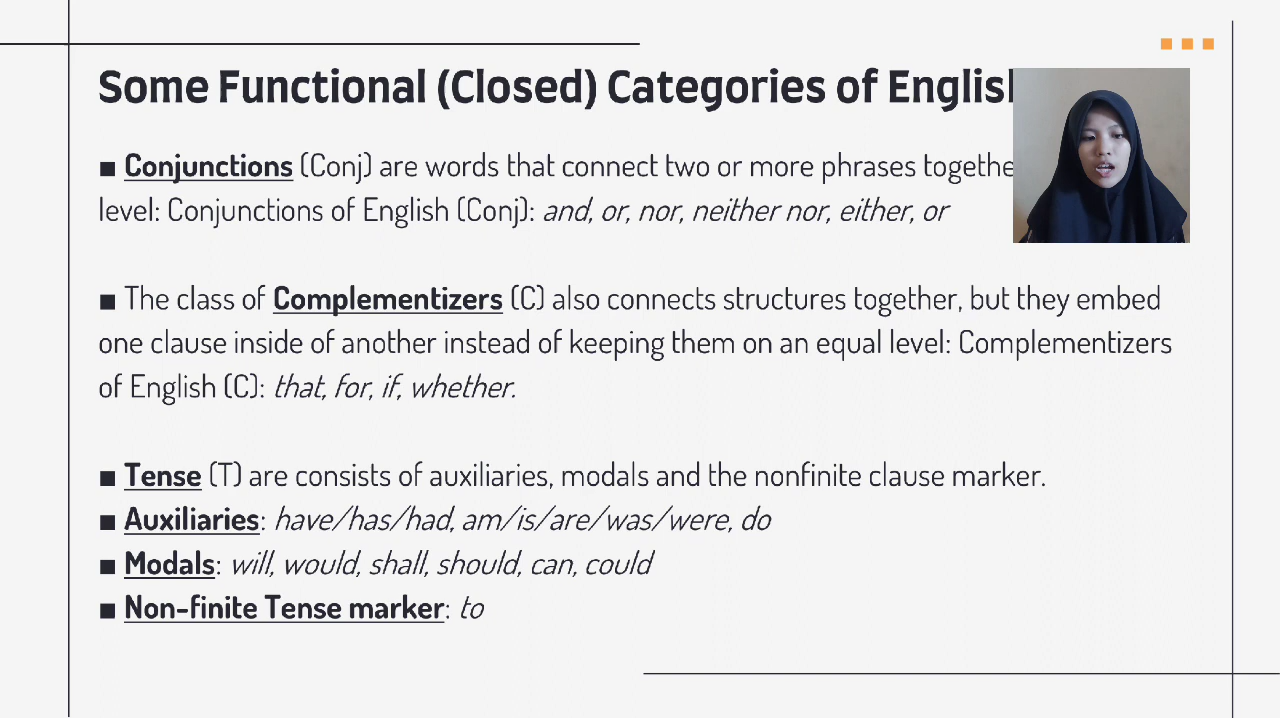 Some Functional (Closed) Categories of English
■ Conjunctions (Conj) are words that connect two or more phrases
level: Conjunctions of English (Conj): and, or, nor, neither nor, either, or
■ The class of Complementizers (C) also connects structures together, but they embed
one clause inside of another instead of keeping them on an equal level: Complementizers
of English (C): that, for, if, whether.
■ Tense (T) are consists of auxiliaries, modals and the nonfinite clause marker.
■ Auxiliaries: have/has/had, am/is/are/was/were, do
■ Modals: will, would, shall, should, can, could
■ Non-finite Tense marker: to